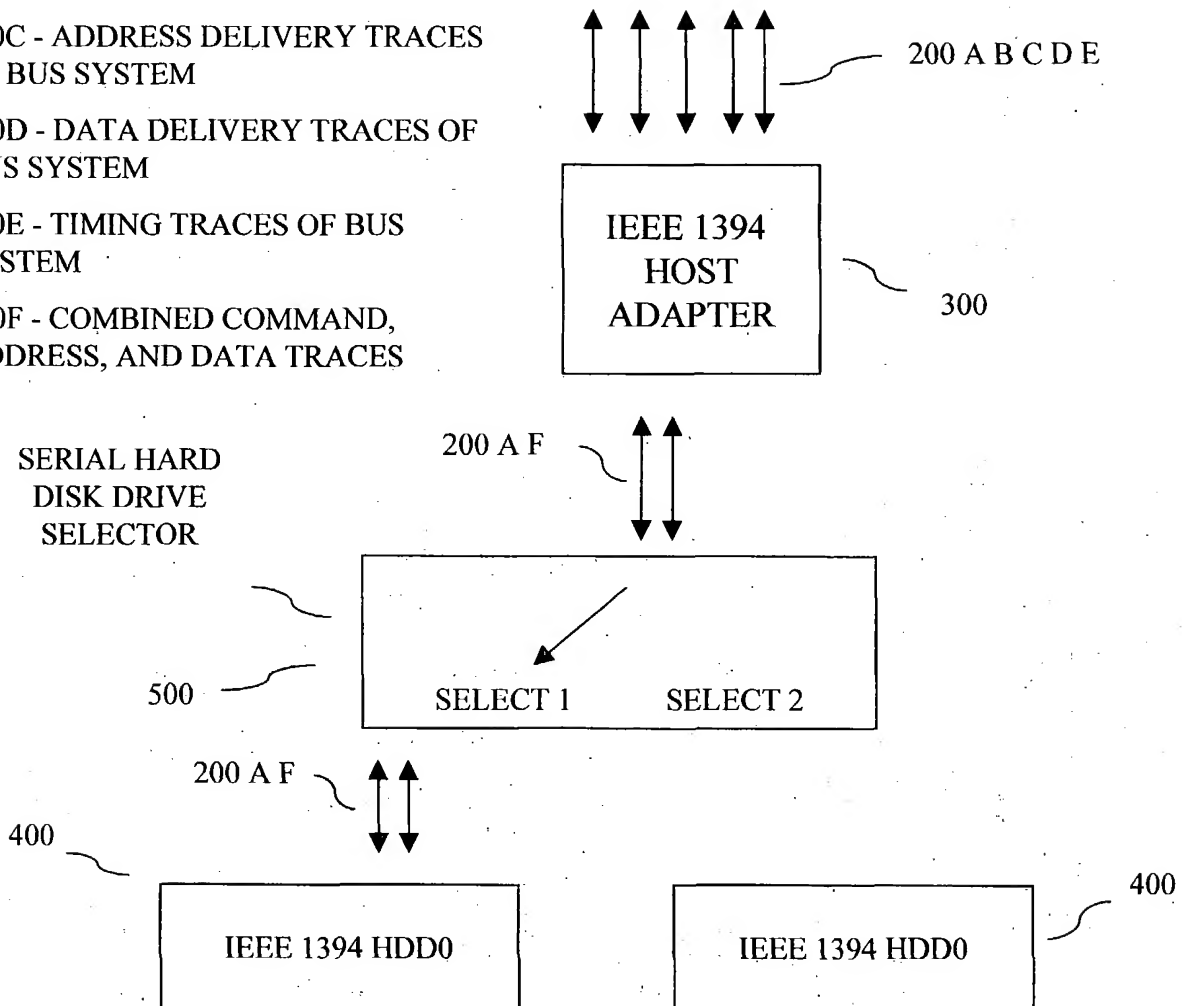 0C - ADDRESS DELIVERY TRACES
BUS SYSTEM
0D - DATA DELIVERY TRACES OF
SYSTEM
0E - TIMING TRACES OF BUS
0F - COMBINED COMMAND,
AND DATA TRACES
200 A B C D E
IEEE 1394
HOST
ADAPTER
300
200 A F
SERIAL HARD
DISK DRIVE
SELECTOR
500
SELECT 1 SELECT 2
200 A F
400
400
IEEE 1394 HDD0
IEEE 1394 HDD0